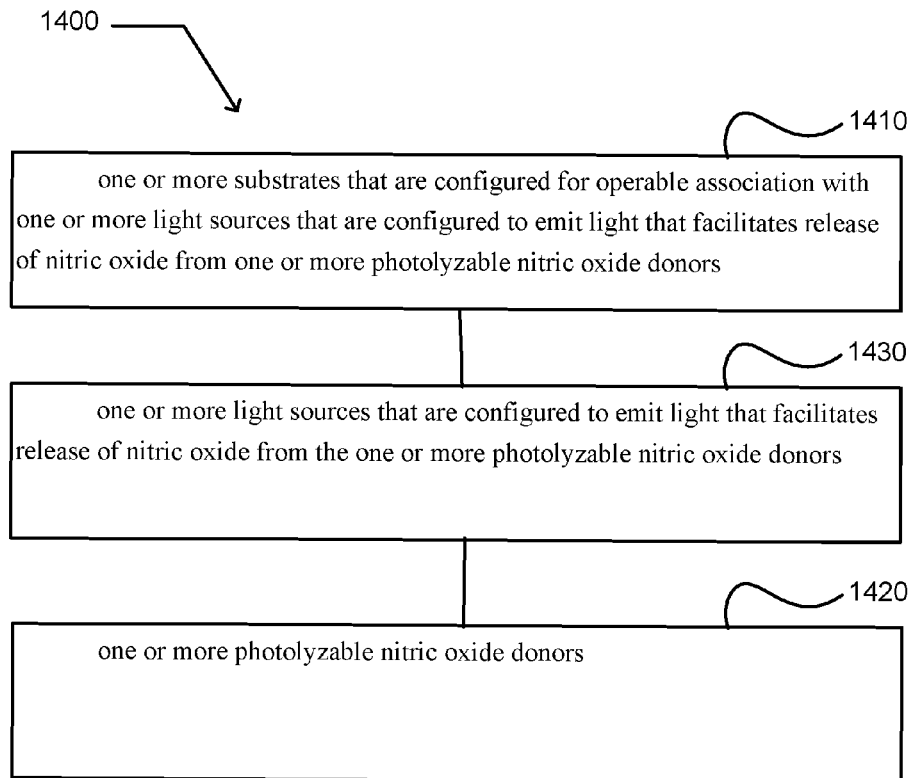 1400
1410
one or more substrates that are configured for operable association with
one or more light sources that are configured to emit light that facilitates release
of nitric oxide from one or more photolyzable nitric oxide donors
1430
one or more light sources that are configured to emit light that facilitates
release of nitric oxide from the one or more photolyzable nitric oxide donors
1420
one or more photolyzable nitric oxide donors